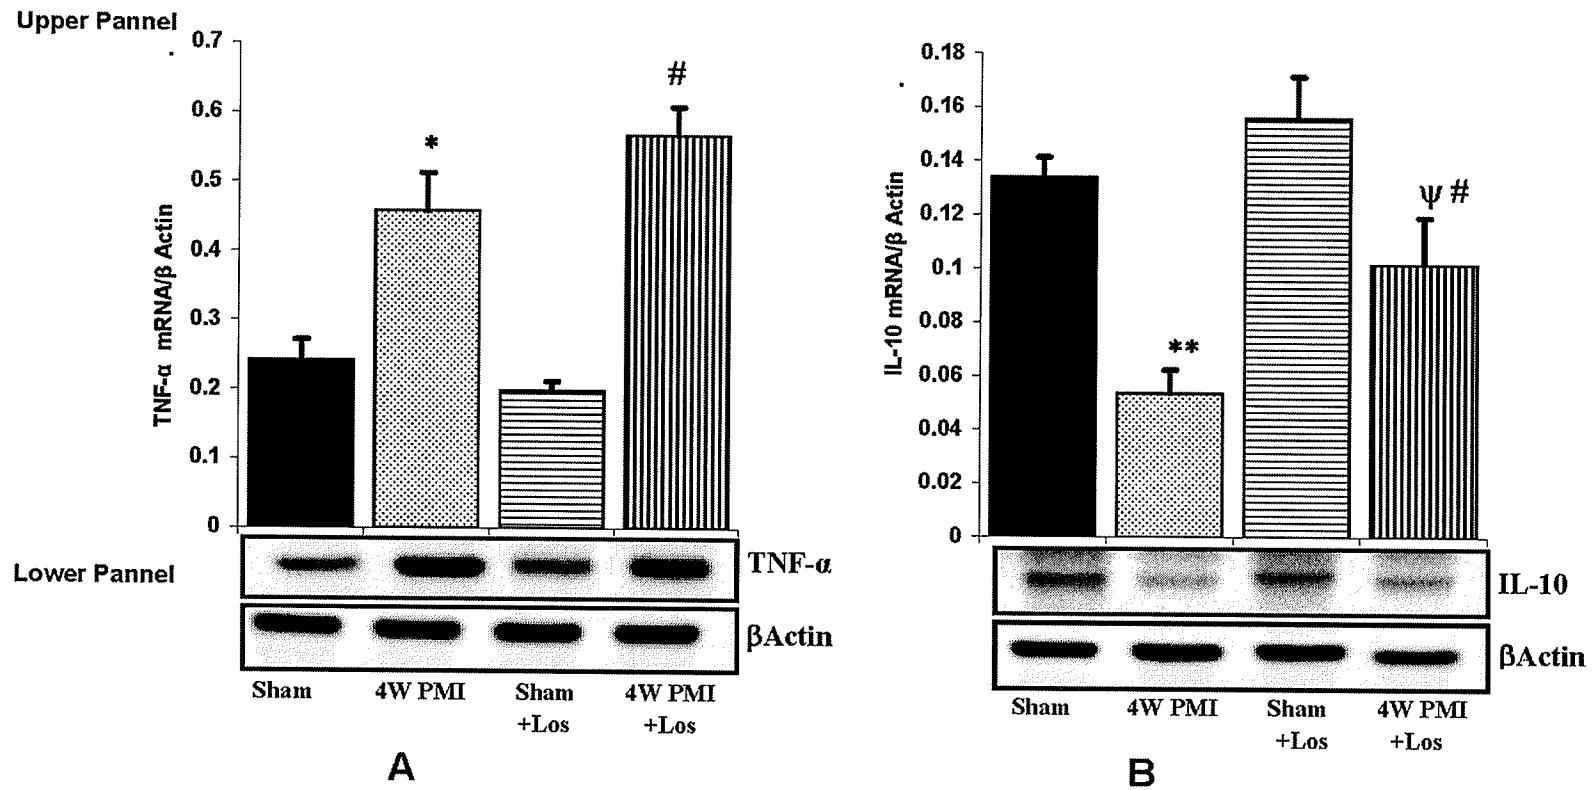 Upper Pannel
TNF-α mRNA/β Actin
0.7
0.6
0.5
0.4
0.3
0.2
0.1
0
*
#
Lower Pannel
TNF-α
βActin
Sham
4W PMI
Sham
+Los
4W PMI
+Los
A
IL-10 mRNA/β Actin
0.18
0.16
0.14
0.12
0.1
0.08
0.06
0.04
0.02
0
**
ψ #
IL-10
βActin
Sham
4W PMI
Sham
+Los
4W PMI
+Los
B